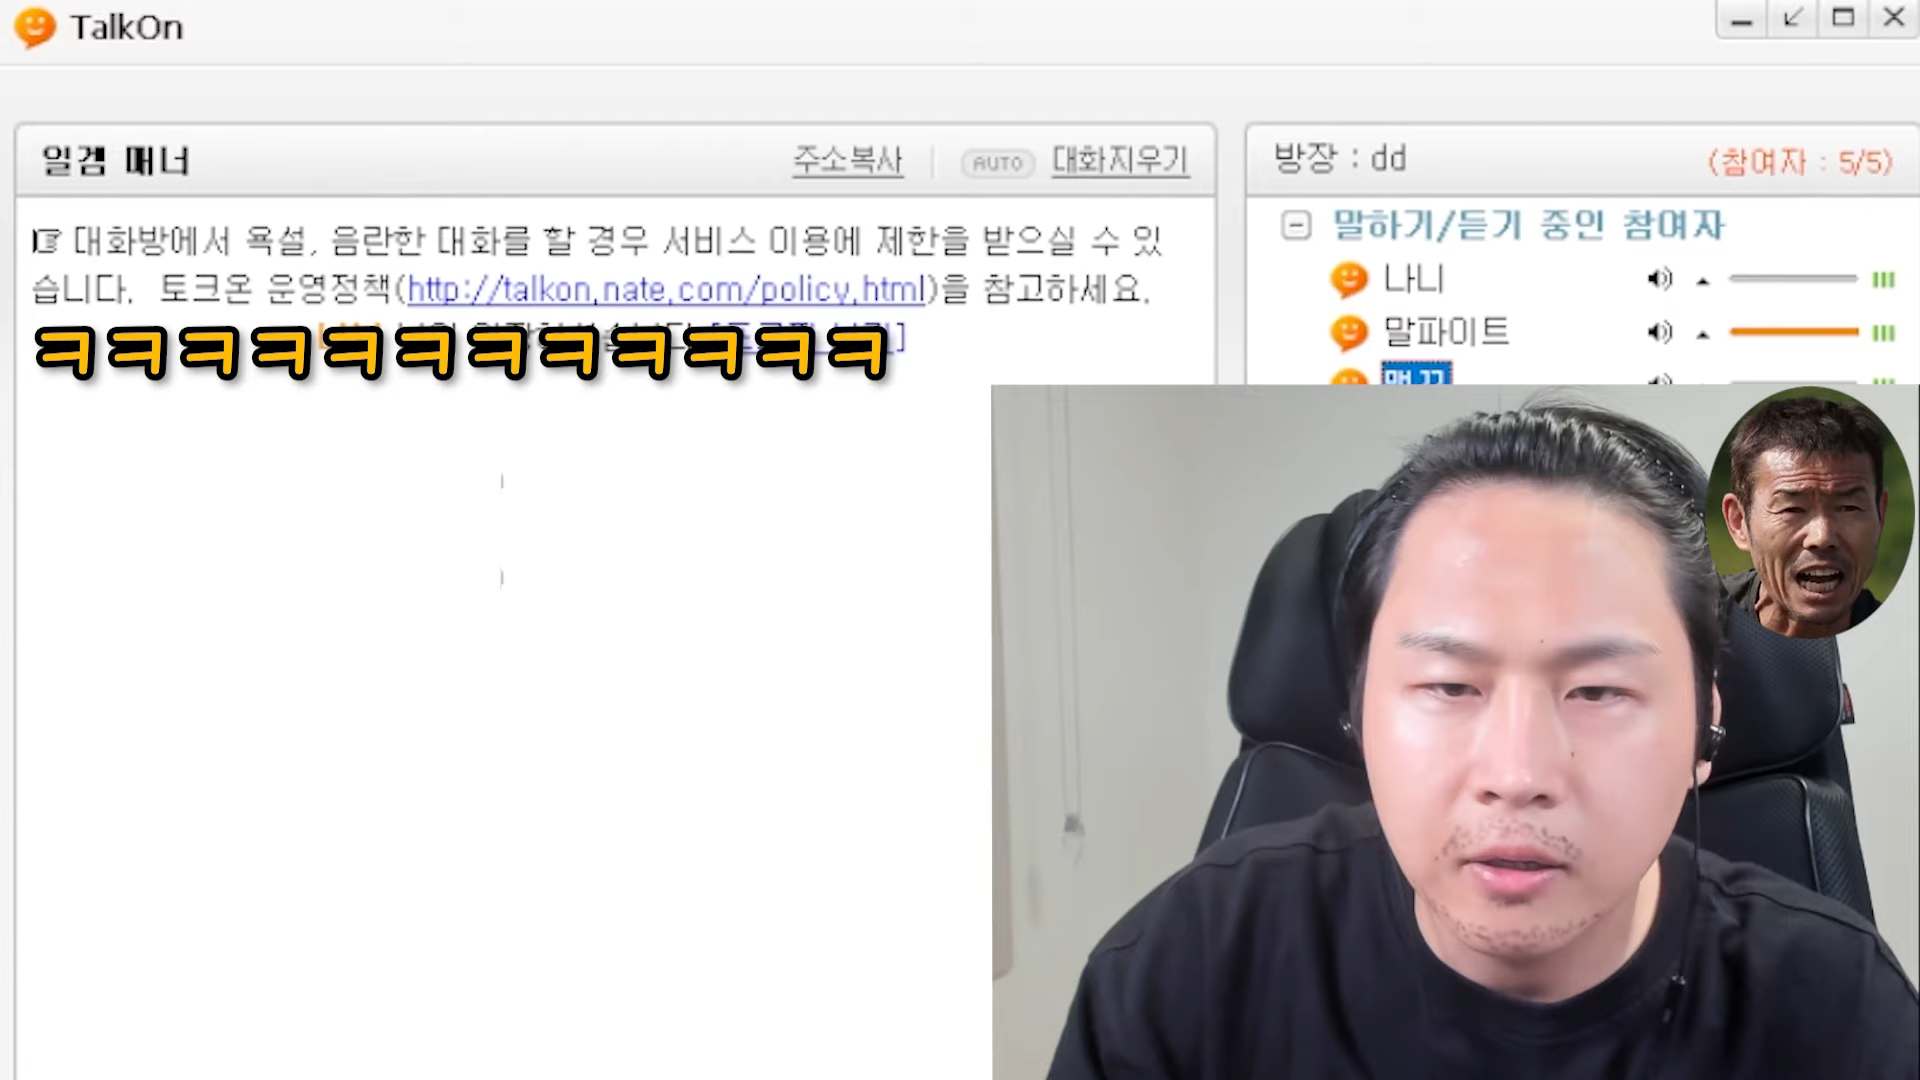 TalkOn
일겜 매너
주소복사
AUTO
대화지우기
☞ 대화방에서 욕설, 음란한 대화를 할 경우 서비스 이용에 제한을 받으실 수 있
습니다. 토크온 운영정책(http://talkon.nate.com/policy.html)을 참고하세요.
ㅋㅋㅋㅋㅋㅋㅋㅋㅋㅋㅋㅋ
방장 : dd
(참여자 : 5/5)
말하기/듣기 중인 참여자
나니
말파이트